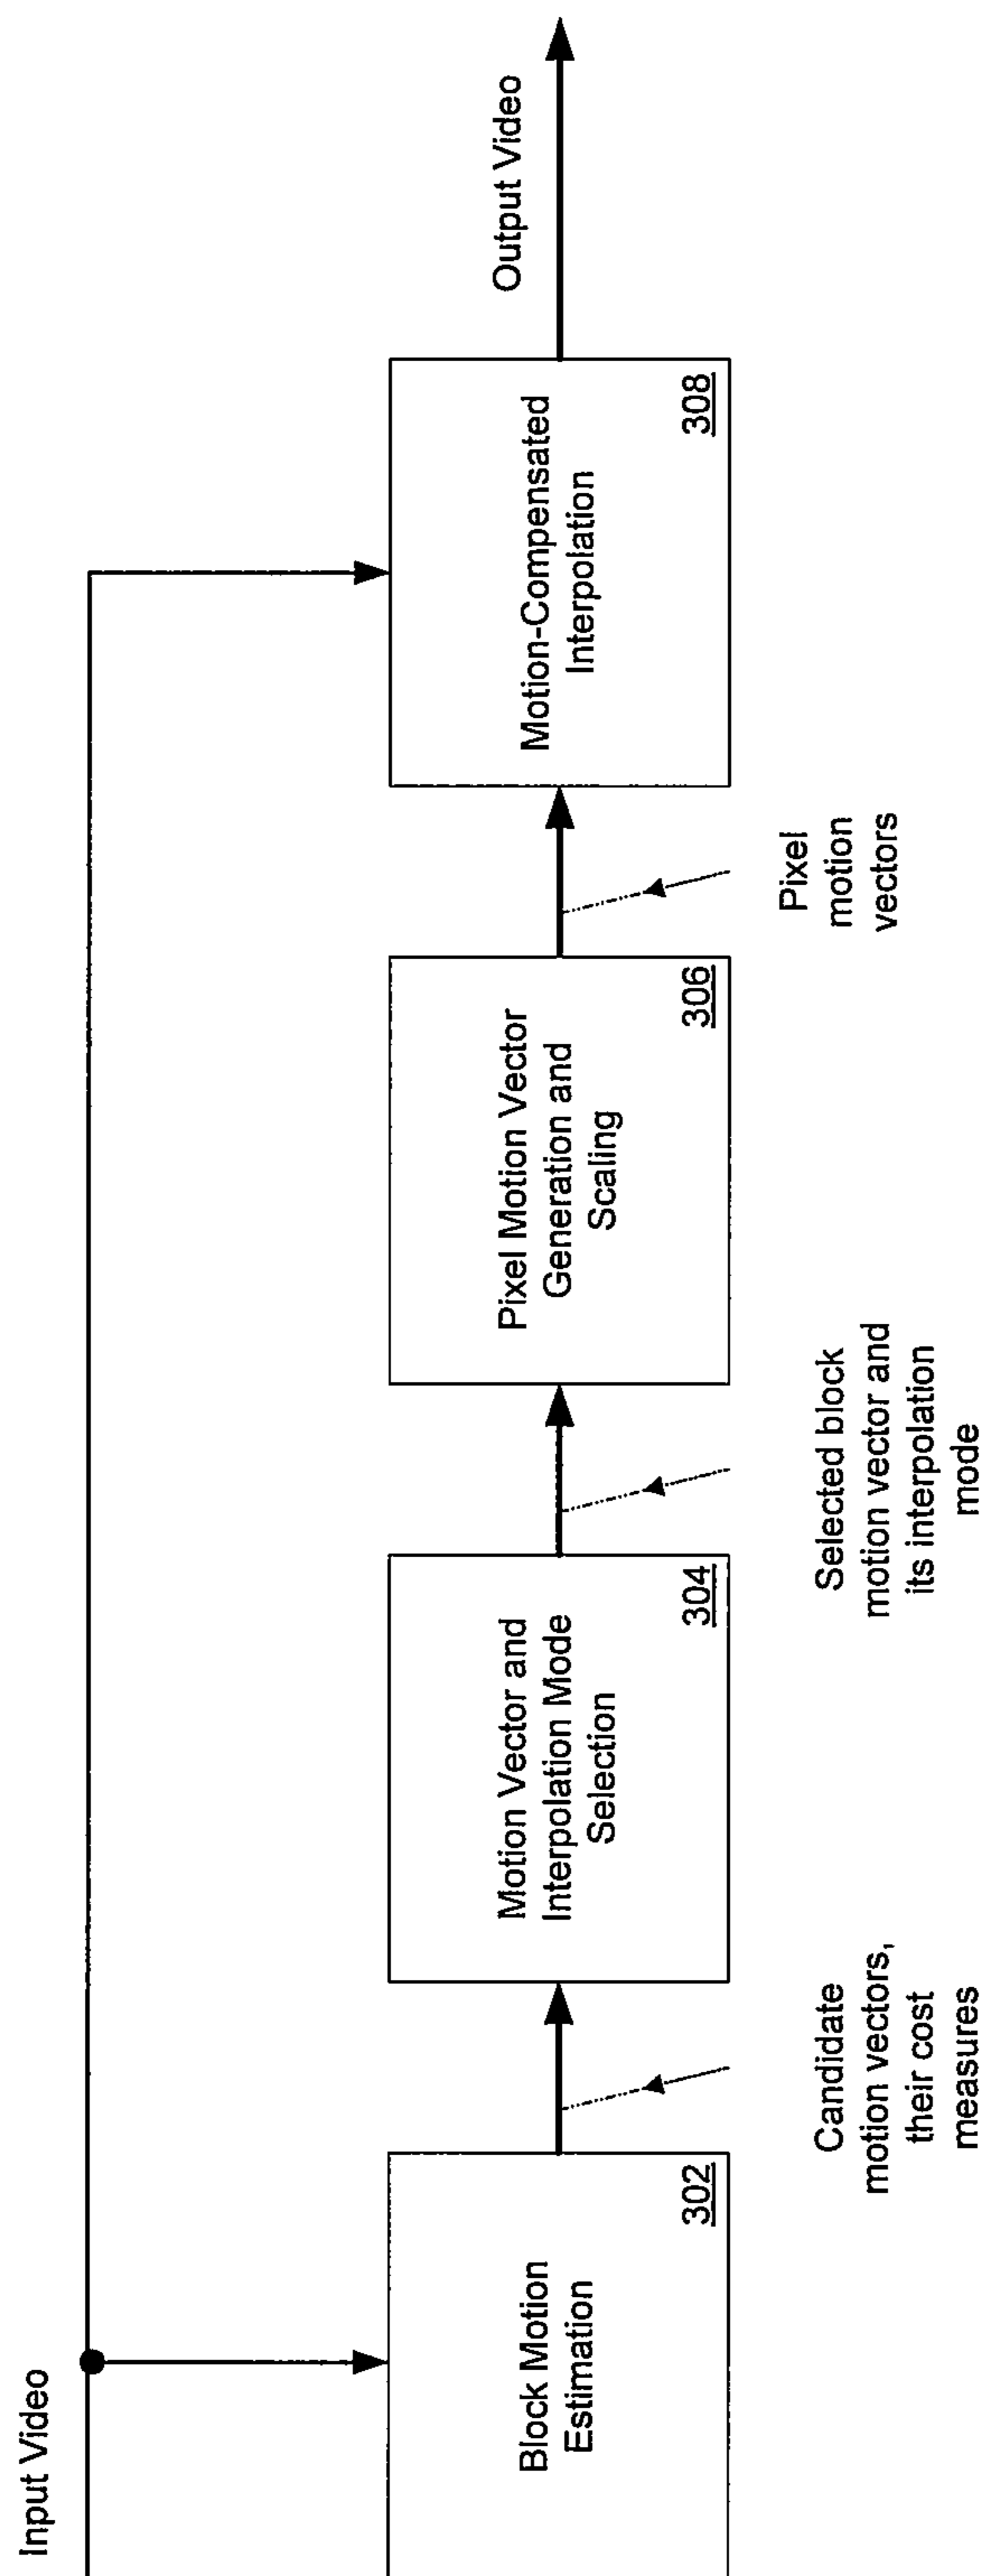 Input Video
Block Motion
Estimation
302
Candidate
motion vectors,
their cost
measures
Motion Vector and
Interpolation Mode
Selection
304
Selected block
motion vector and
its interpolation
mode
Pixel Motion Vector
Generation and
Scaling
306
Pixel
motion
vectors
Motion-Compensated
Interpolation
308
Output Video